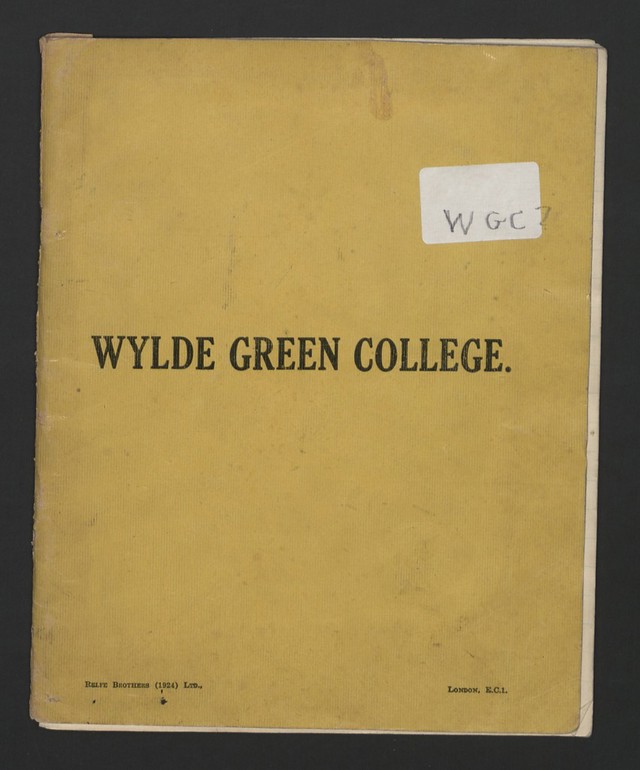 WGC7
WYLDE GREEN COLLEGE.
RELFE BROTHERS (1924) LTD., LONDON, E.C.1.